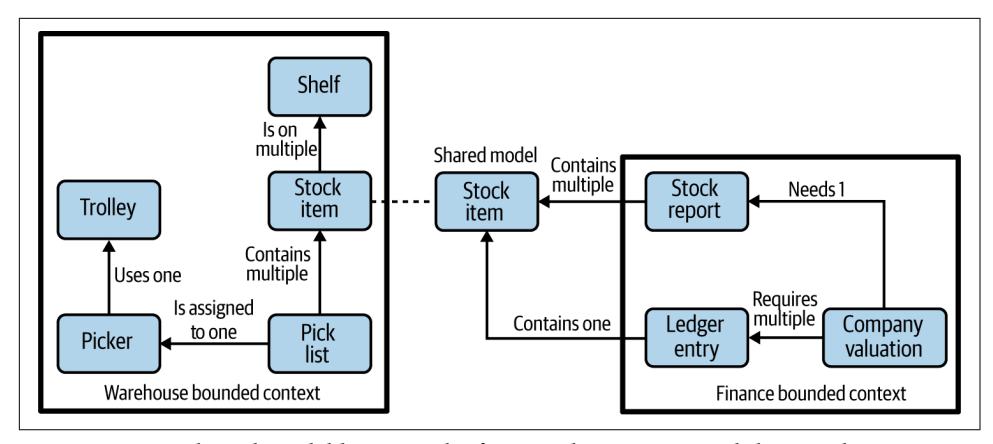 Shelf
Is on
multiple
Stock
item
Trolley
Uses one
Contains
multiple
Picker
Is assigned
to one
Pick
list
Warehouse bounded context
Shared model
Stock
item
Contains
multiple
Contains one
Stock
report
Needs 1
Ledger
entry
Requires
multiple
Company
valuation
Finance bounded context